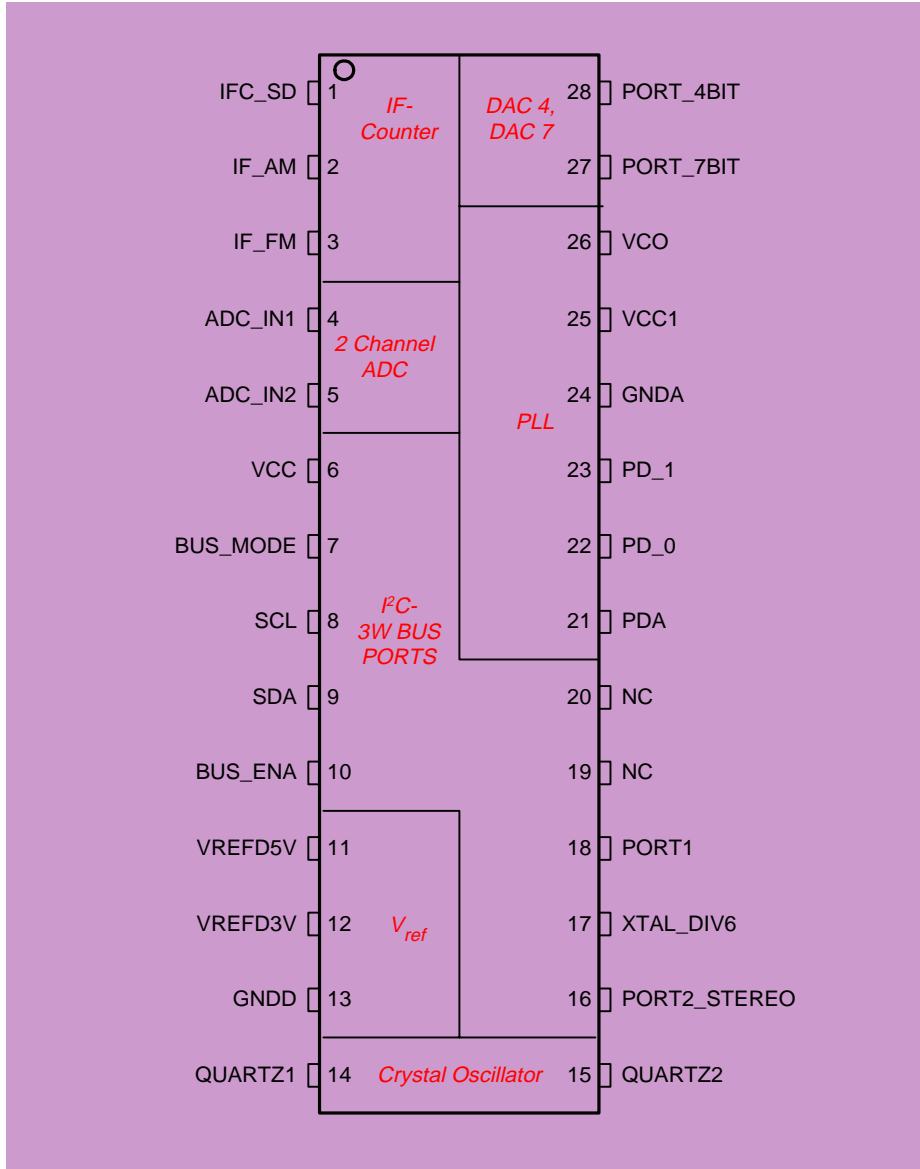 IFC_SD 1 28 PORT_4BIT
IF-
Counter
DAC 4,
DAC 7
IF_AM 2 27 PORT_7BIT
IF_FM 3 26 VCO
ADC_IN1 4 25 VCC1
2 Channel
ADC
ADC_IN2 5 24 GNDA
PLL
VCC 6 23 PD_1
BUS_MODE 7 22 PD_0
I²C-
3W BUS
PORTS
SCL 8 21 PDA
SDA 9 20 NC
BUS_ENA 10 19 NC
VREFD5V 11 18 PORT1
VREFD3V 12 Vref 17 XTAL_DIV6
GNDD 13 16 PORT2_STEREO
QUARTZ1 14 Crystal Oscillator 15 QUARTZ2